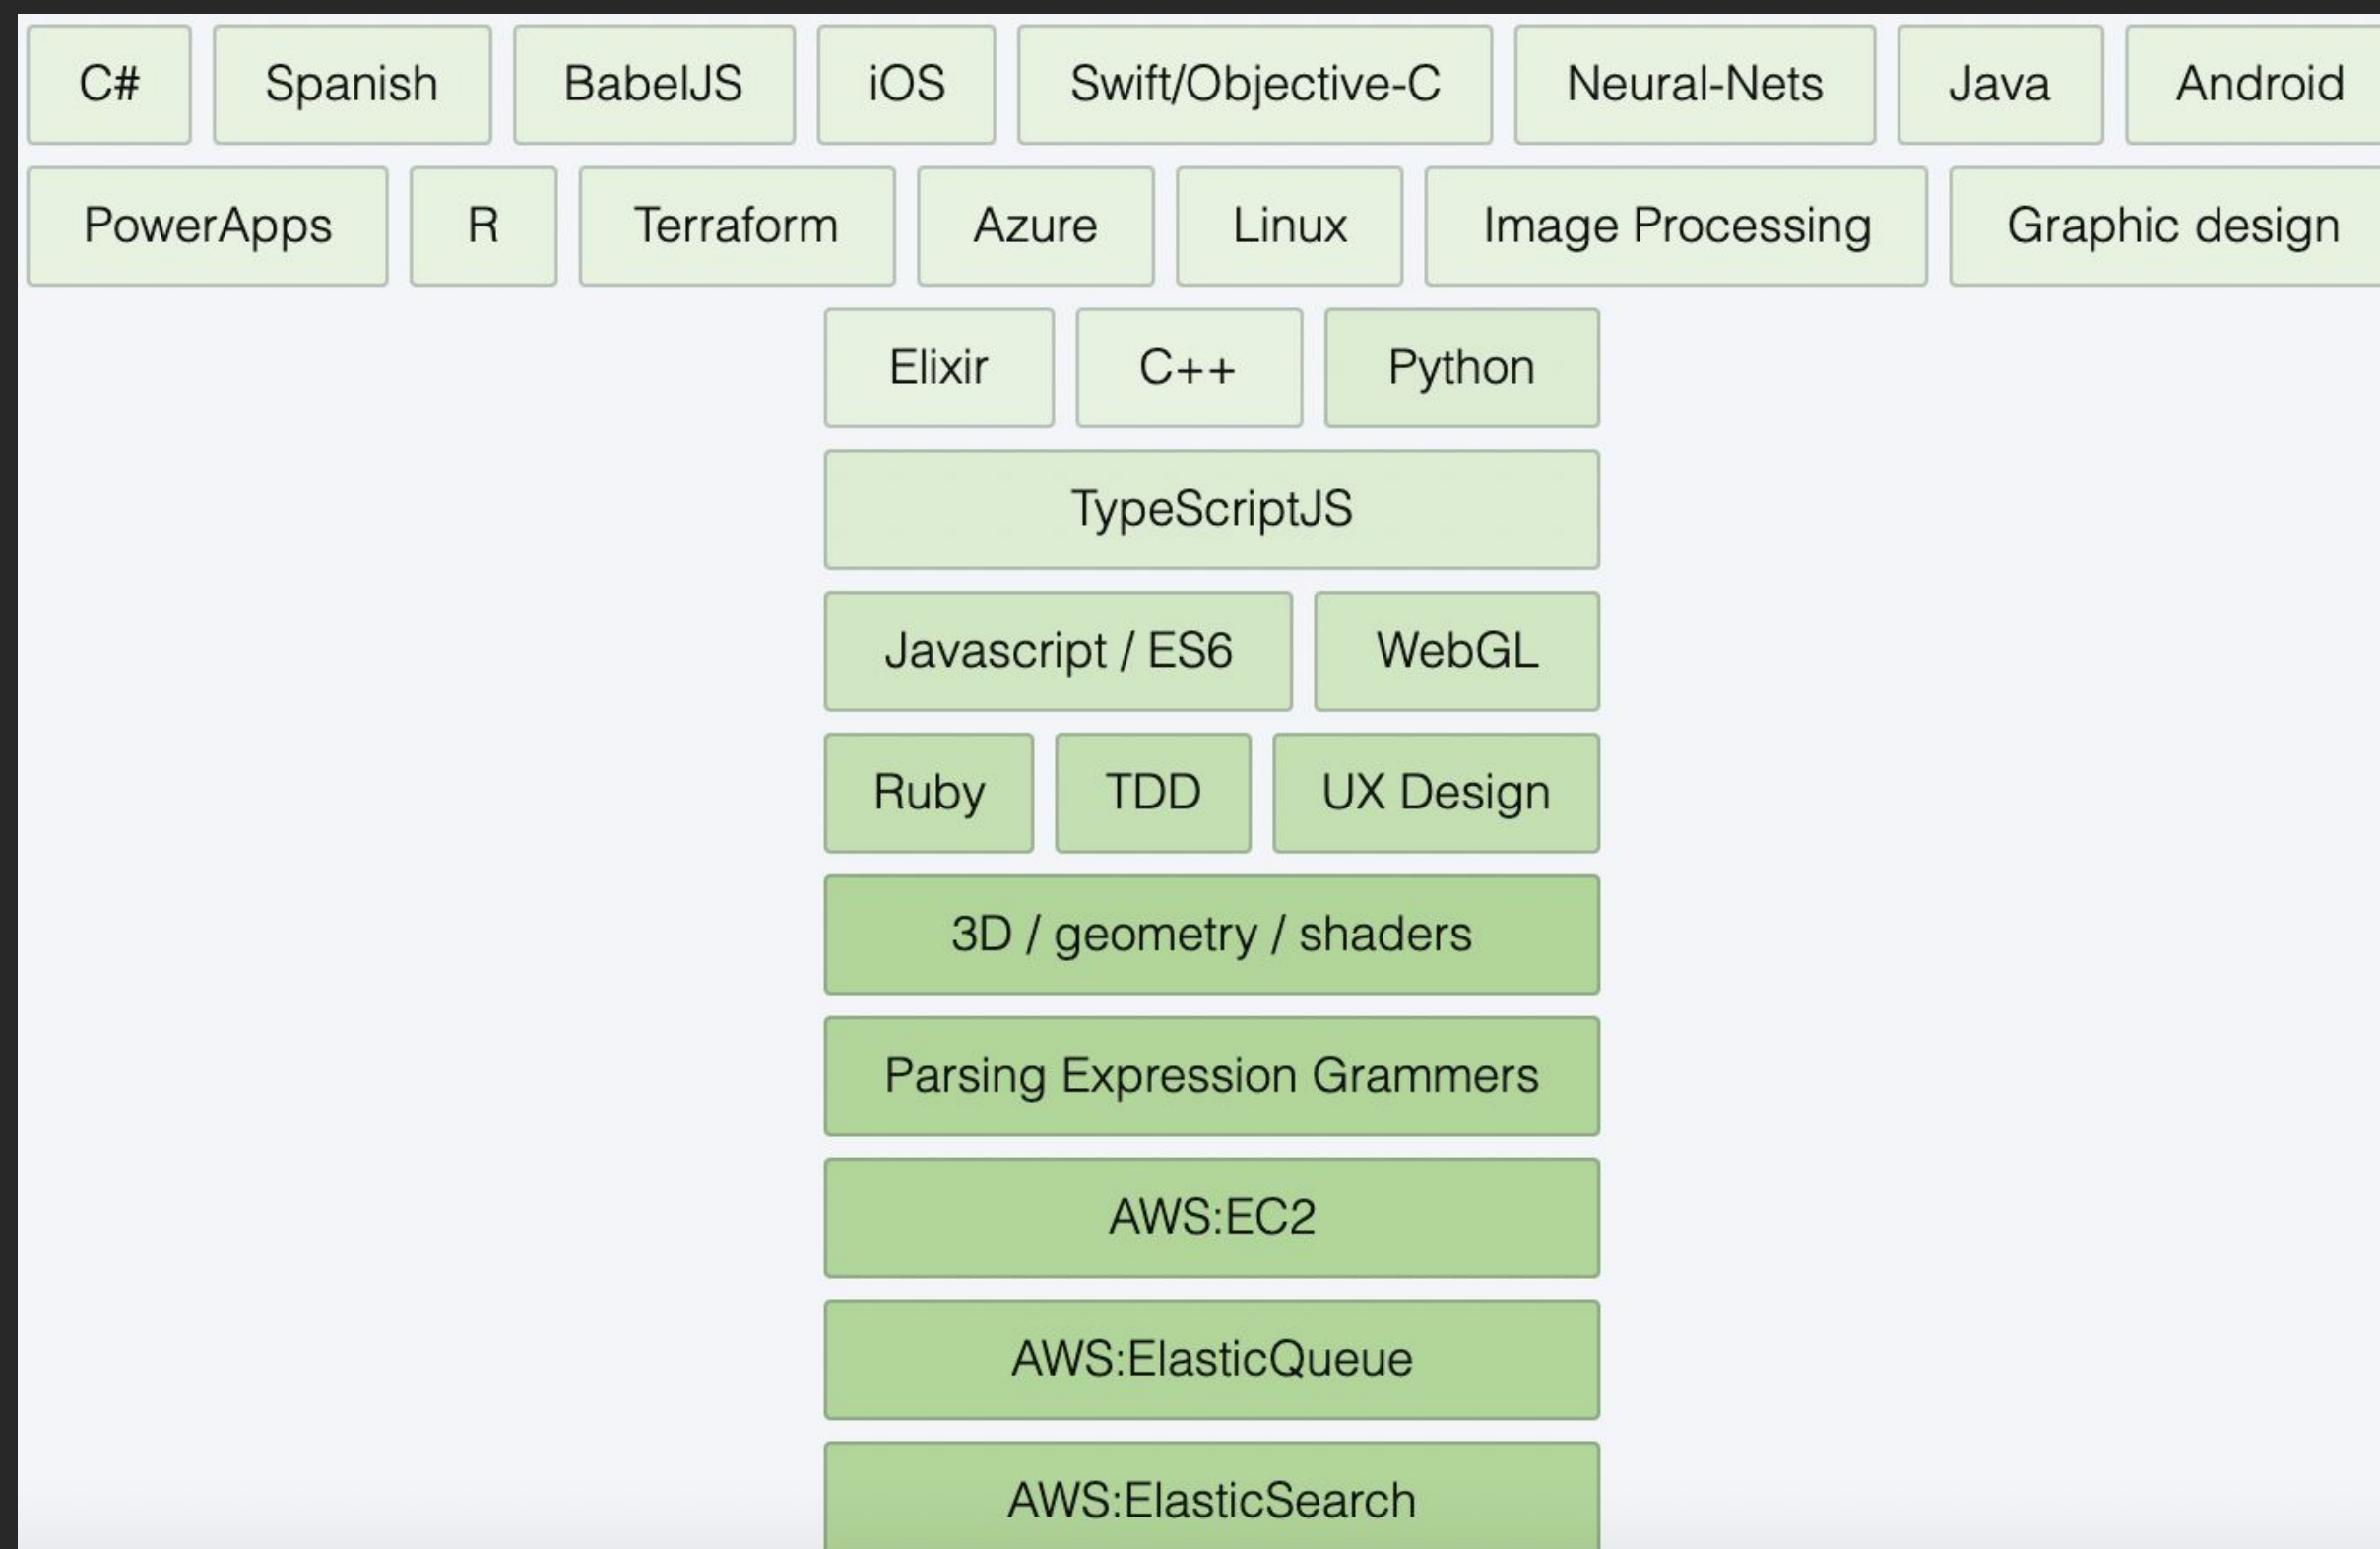 C# Spanish BabelJS iOS Swift/Objective-C Neural-Nets Java Android
PowerApps R Terraform Azure Linux Image Processing Graphic design
Elixir C++ Python
TypeScriptJS
Javascript / ES6 WebGL
Ruby TDD UX Design
3D / geometry / shaders
Parsing Expression Grammers
AWS:EC2
AWS:ElasticQueue
AWS:ElasticSearch